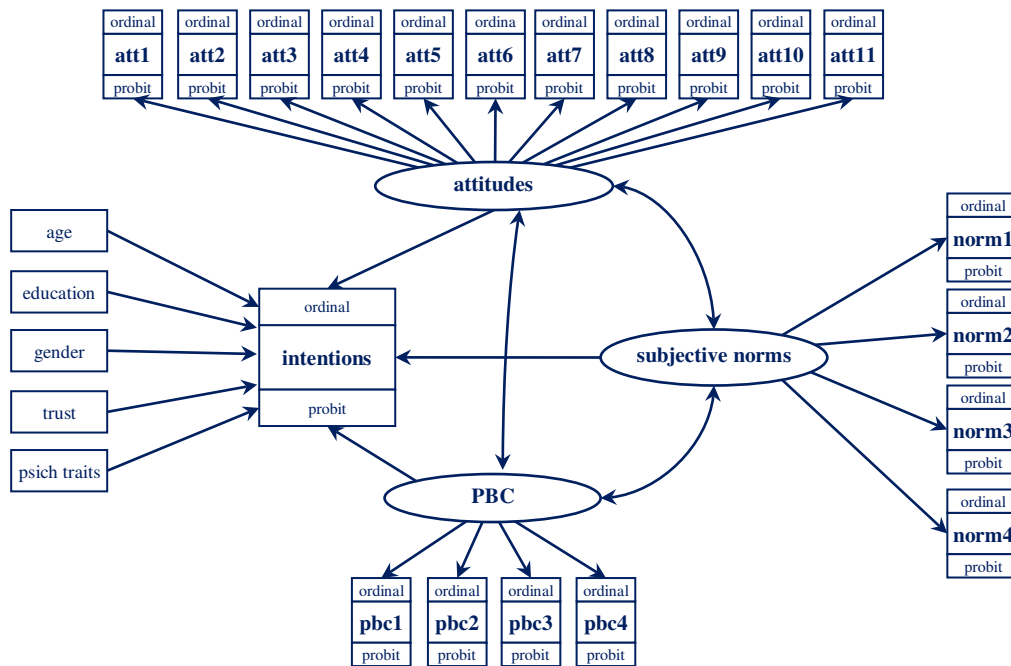 ordinal ordinal ordinal ordinal ordinal ordinal ordinal ordinal ordinal ordinal ordinal
att1 att2 att3 att4 att5 att6 att7 att8 att9 att10 att11
probit probit probit probit probit probit probit probit probit probit probit
attitudes
age
education
gender
trust
psich traits
ordinal
intentions
probit
subjective norms
ordinal
norm1
probit
ordinal
norm2
probit
ordinal
norm3
probit
ordinal
norm4
probit
PBC
ordinal ordinal ordinal ordinal
pbc1 pbc2 pbc3 pbc4
probit probit probit probit